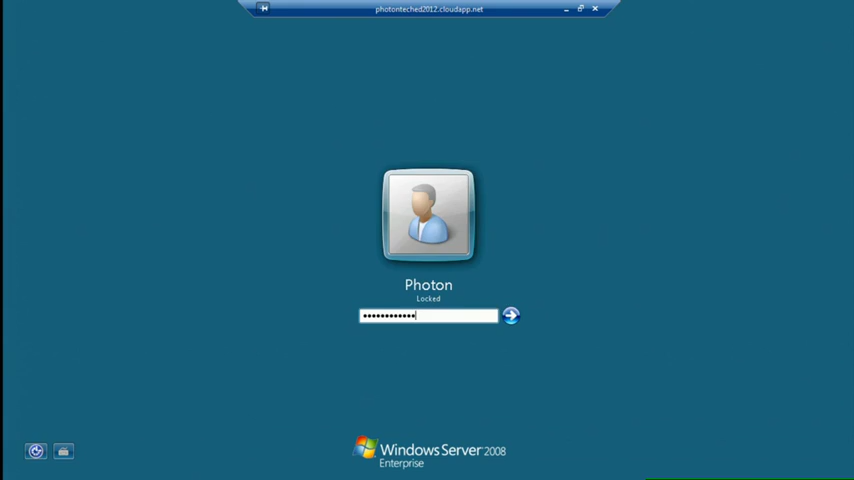 photonteched2012.cloudapp.net
Photon
Locked
Windows Server 2008
Enterprise